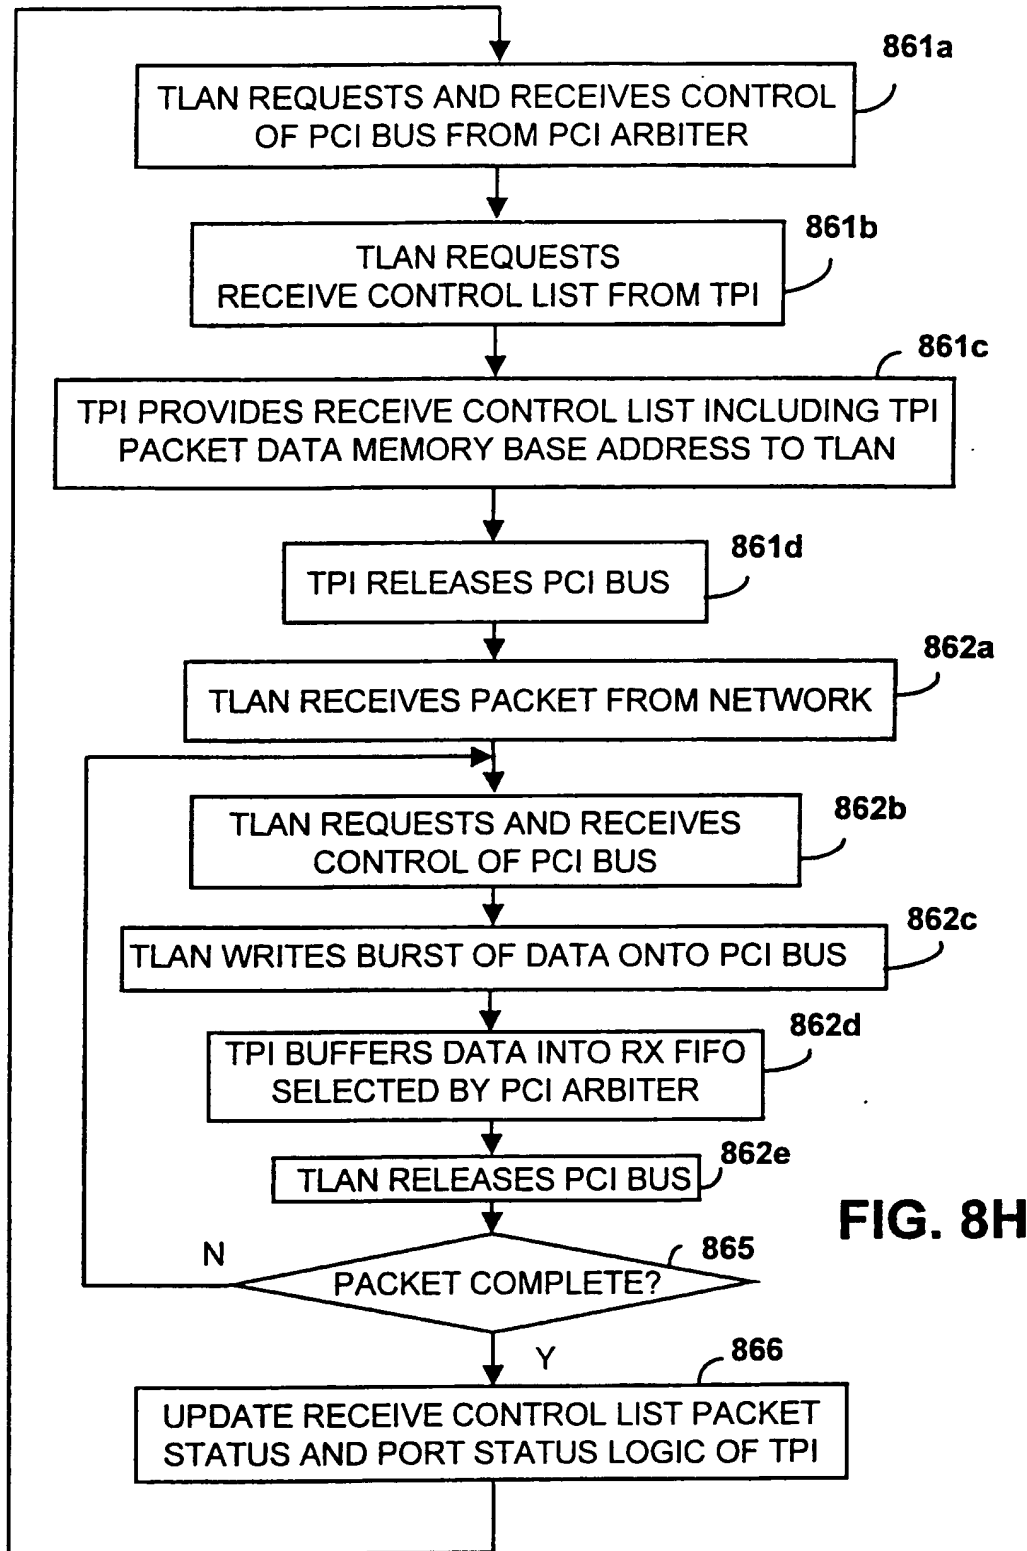 861a
TLAN REQUESTS AND RECEIVES CONTROL
OF PCI BUS FROM PCI ARBITER
861b
TLAN REQUESTS
RECEIVE CONTROL LIST FROM TPI
861c
TPI PROVIDES RECEIVE CONTROL LIST INCLUDING TPI
PACKET DATA MEMORY BASE ADDRESS TO TLAN
861d
TPI RELEASES PCI BUS
862a
TLAN RECEIVES PACKET FROM NETWORK
862b
TLAN REQUESTS AND RECEIVES
CONTROL OF PCI BUS
862c
TLAN WRITES BURST OF DATA ONTO PCI BUS
862d
TPI BUFFERS DATA INTO RX FIFO
SELECTED BY PCI ARBITER
862e
TLAN RELEASES PCI BUS
FIG. 8H
N
865
PACKET COMPLETE?
Y
866
UPDATE RECEIVE CONTROL LIST PACKET
STATUS AND PORT STATUS LOGIC OF TPI